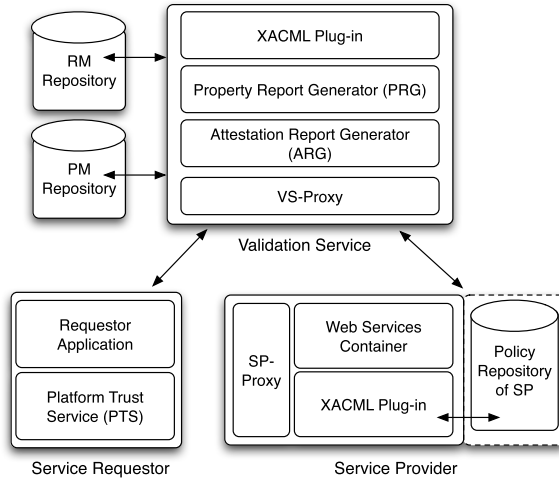 RM
Repository
PM
Repository
XACML Plug-in
Property Report Generator (PRG)
Attestation Report Generator
(ARG)
VS-Proxy
Validation Service
Requestor
Application
Platform Trust
Service (PTS)
Service Requestor
SP-
Proxy
Web Services
Container
XACML Plug-in
Policy
Repository
of SP
Service Provider